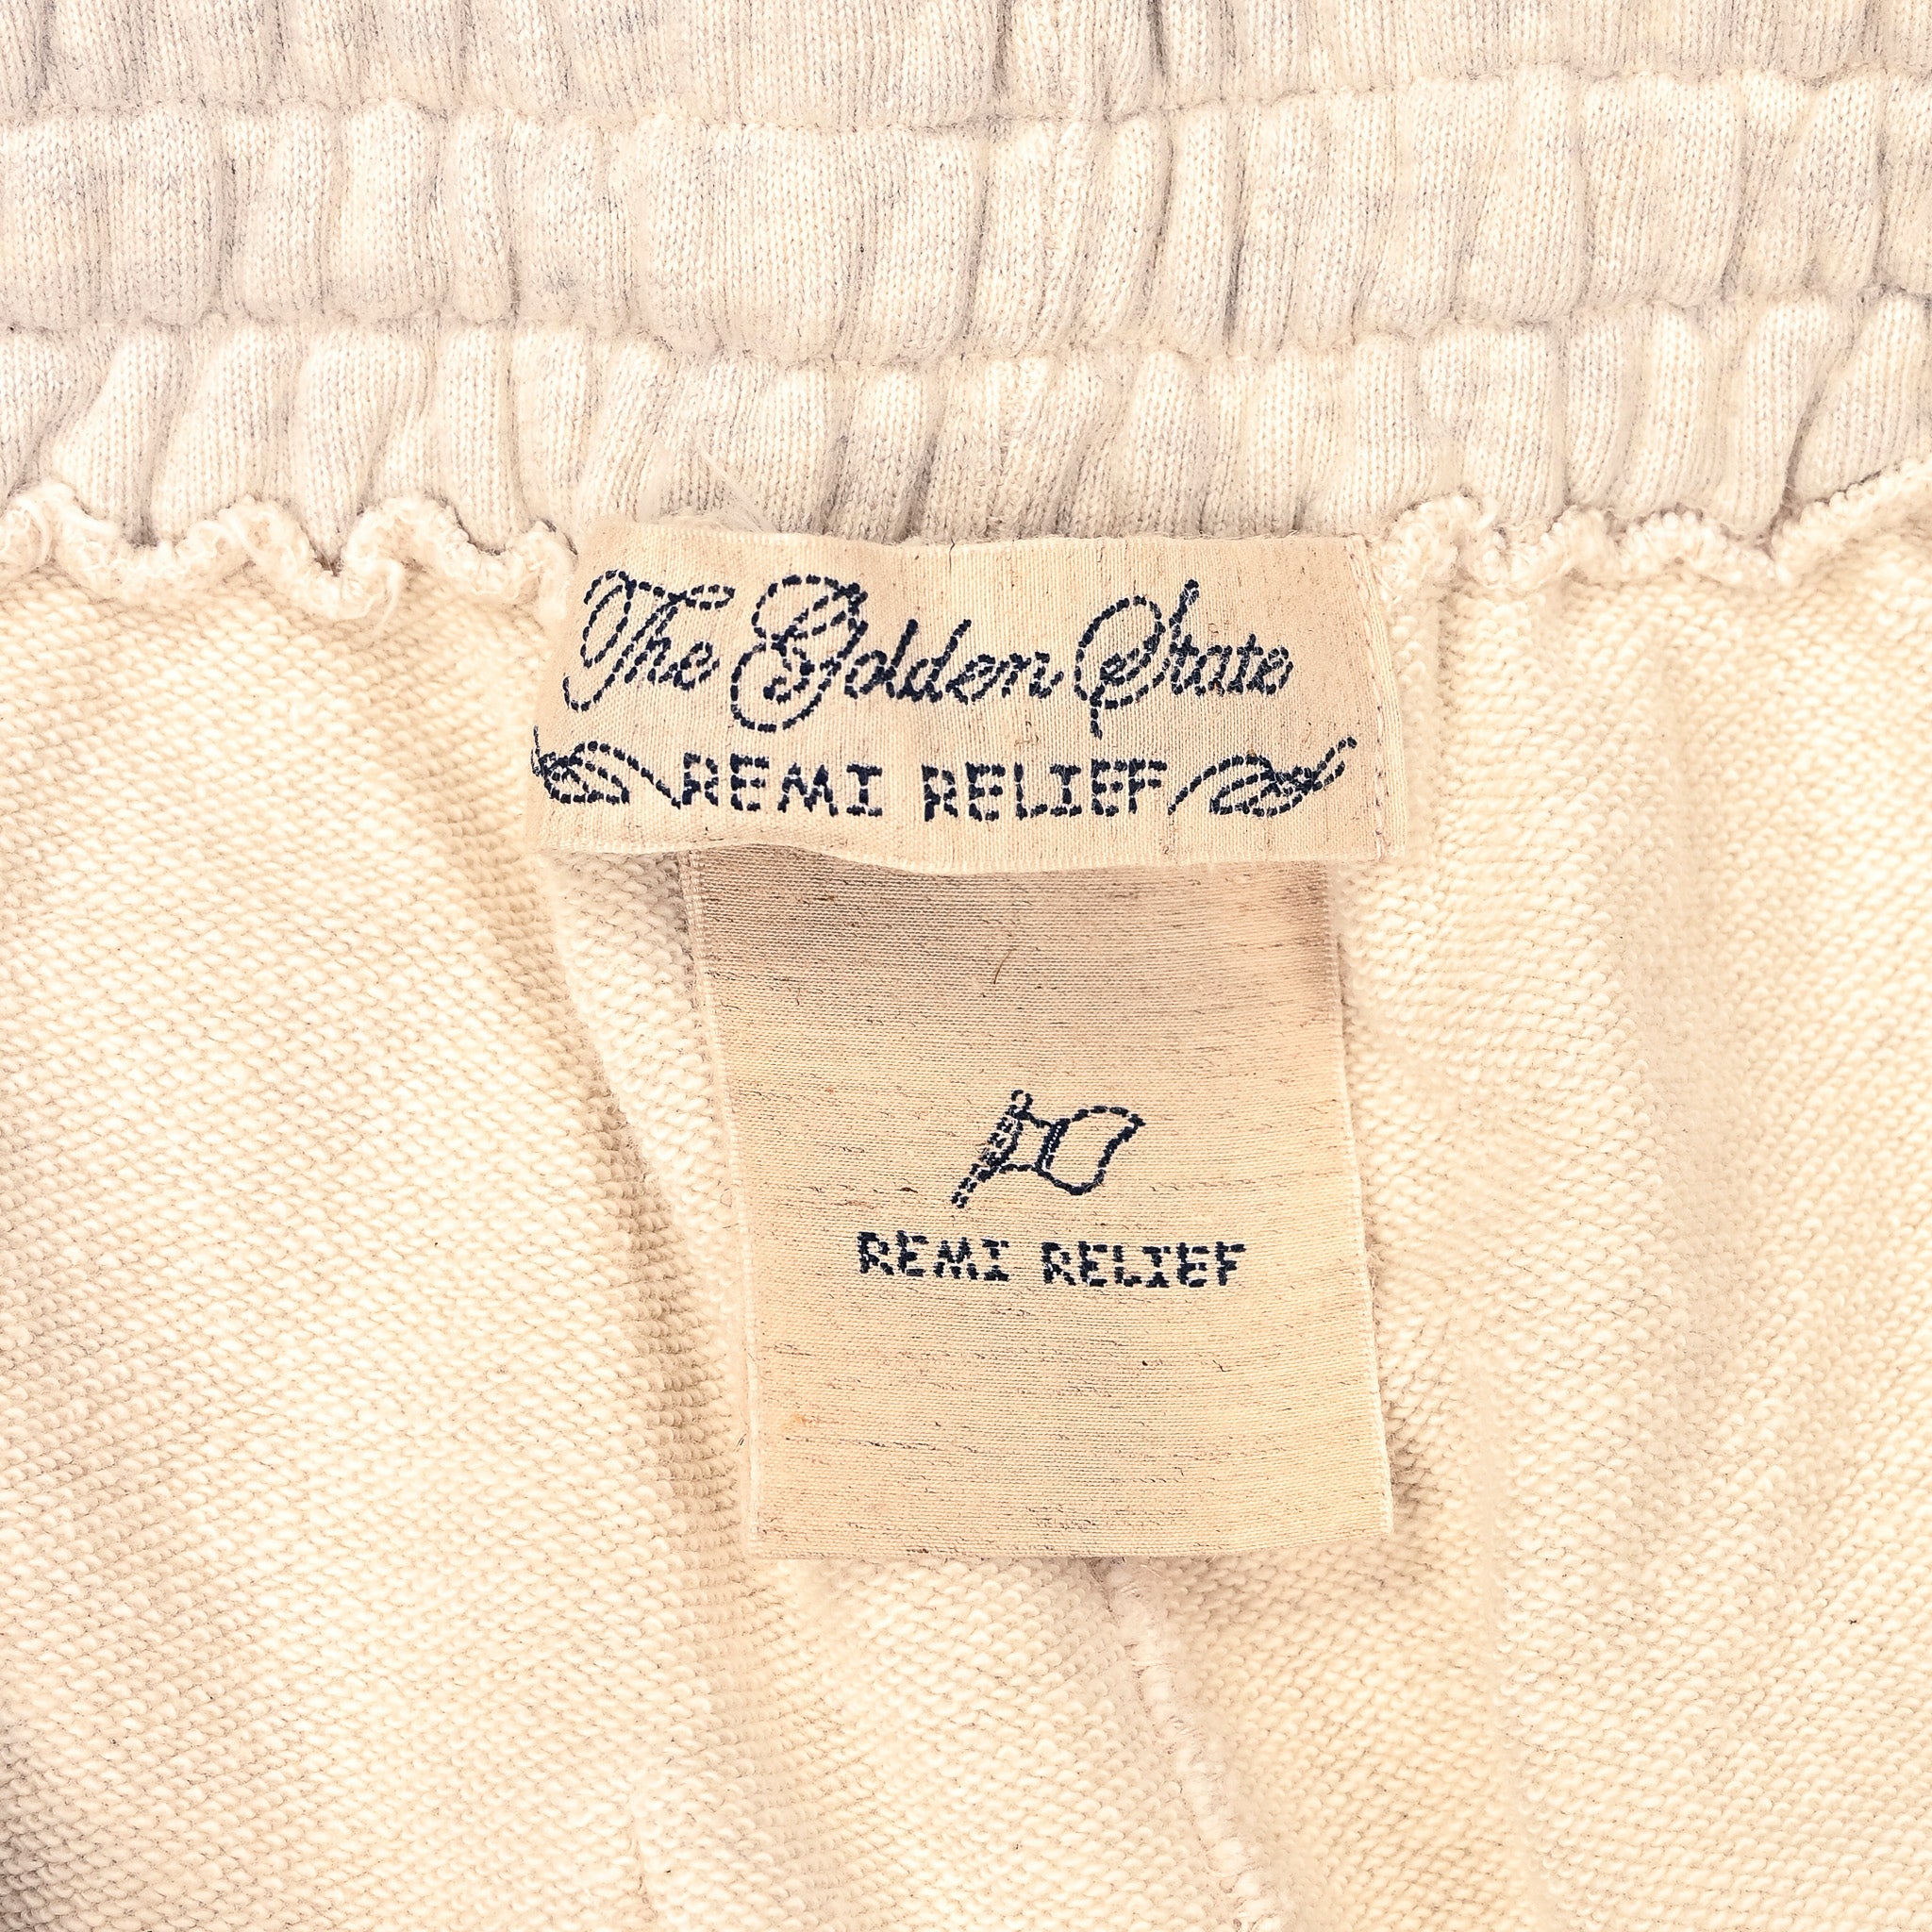 The Golden State
REMI RELIEF
REMI RELIEF